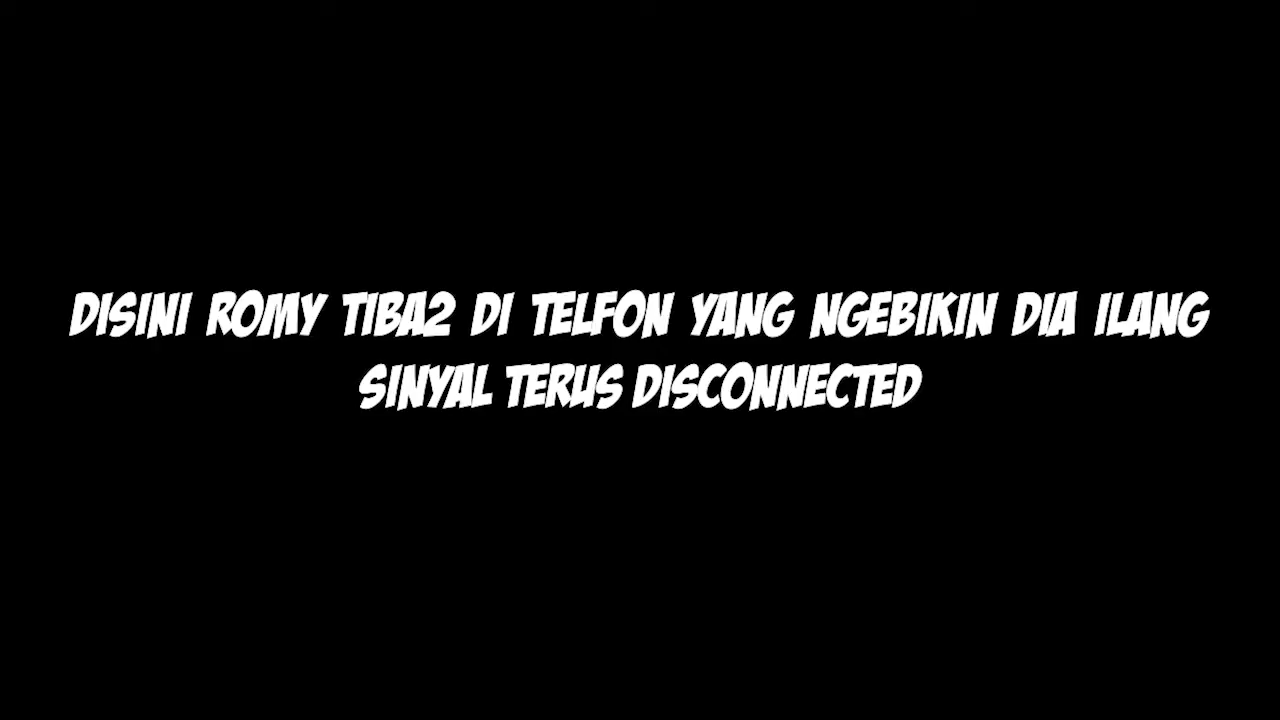 DISINI ROMY TIBA2 DI TELFON YANG NGEBIKIN DIA ILANG
SINYAL TERUS DISCONNECTED